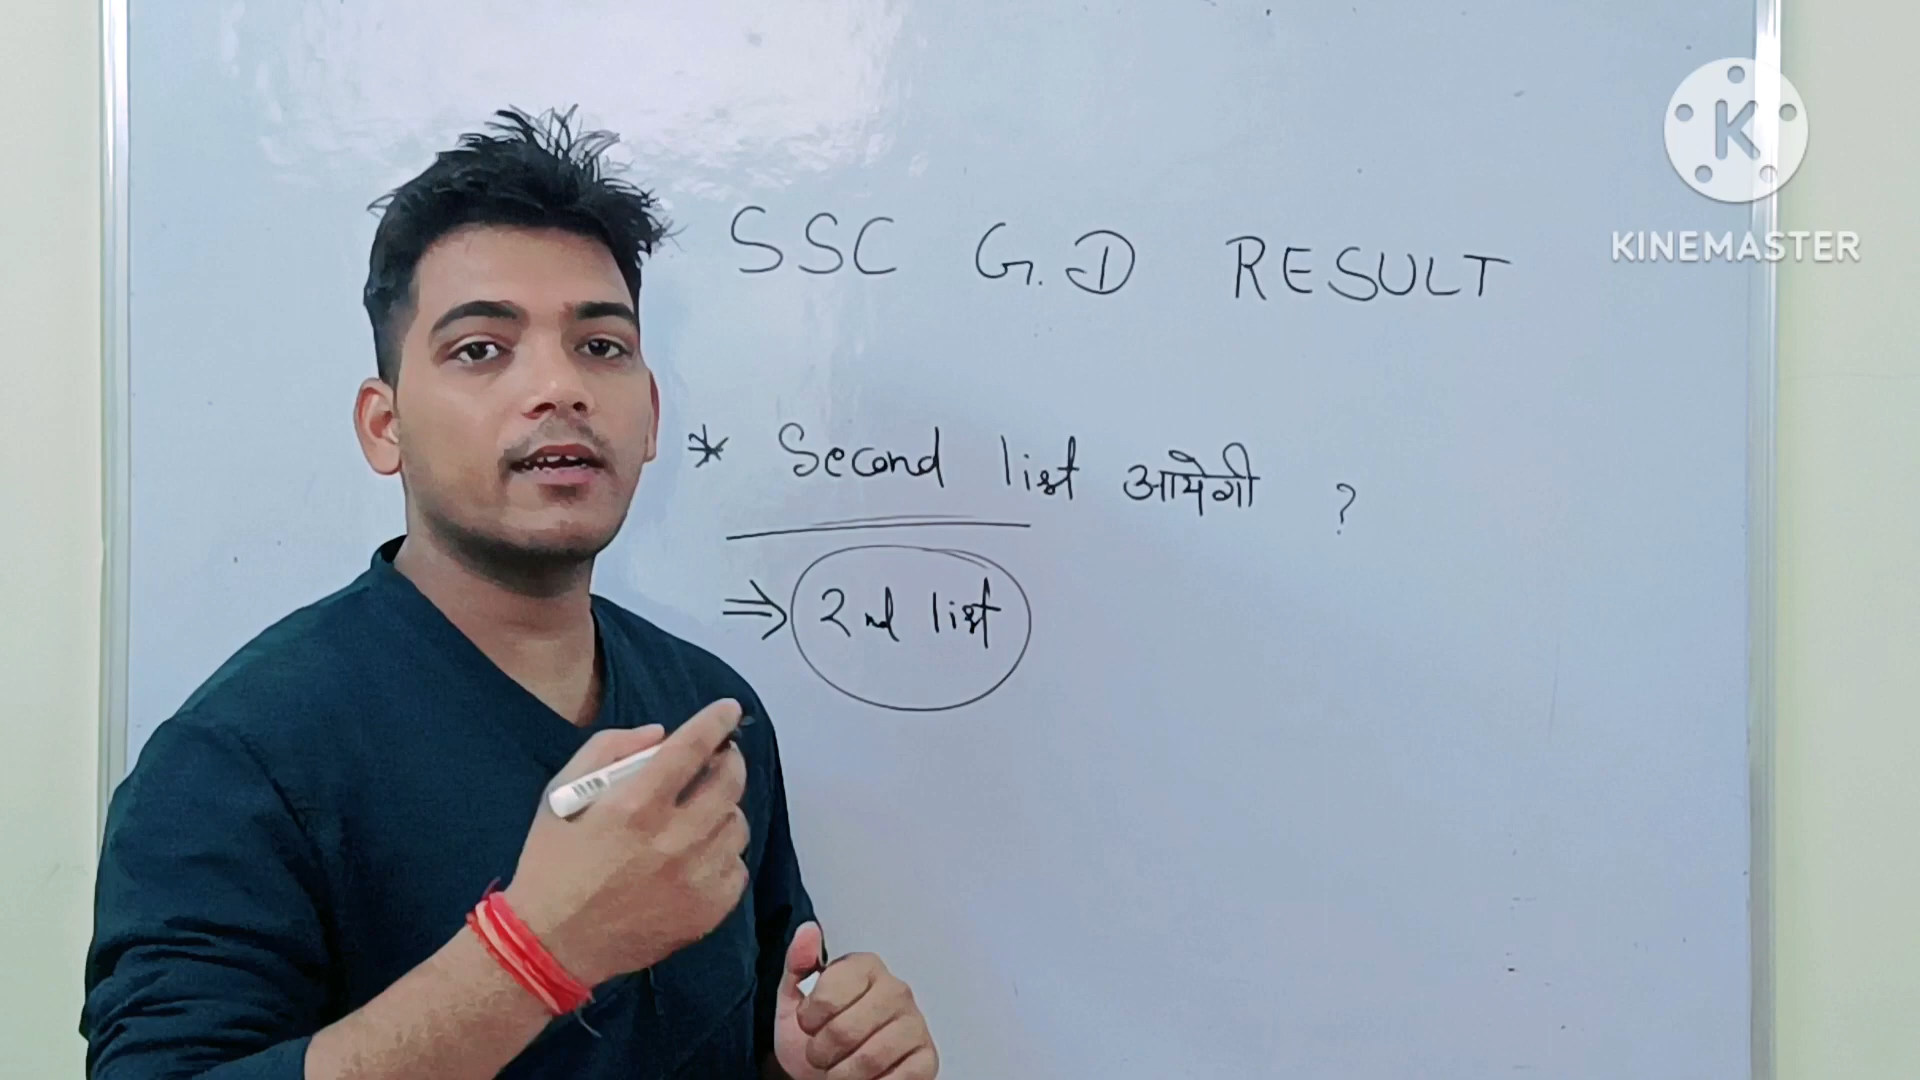 SSC G.D RESULT
* Second list आयेगी ?
⇒ 2nd list
K
KINEMASTER